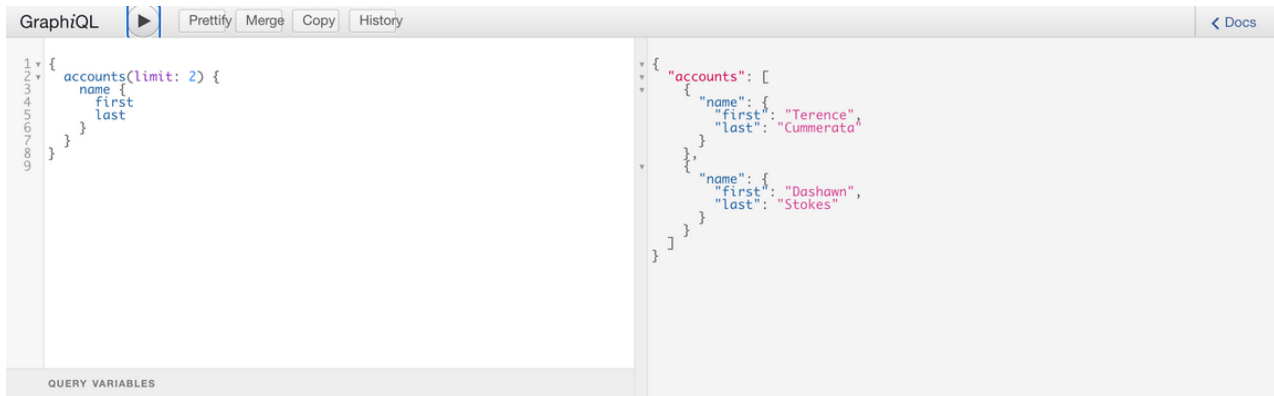 GraphiQL Prettify Merge Copy History < Docs
1 {
2 accounts(limit: 2) {
3 name {
4 first
5 last
6 }
7 }
8 }
9
QUERY VARIABLES
{
"accounts": [
{
"name": {
"first": "Terence",
"last": "Cummerata"
}
},
{
"name": {
"first": "Dashawn",
"last": "Stokes"
}
}
]
}